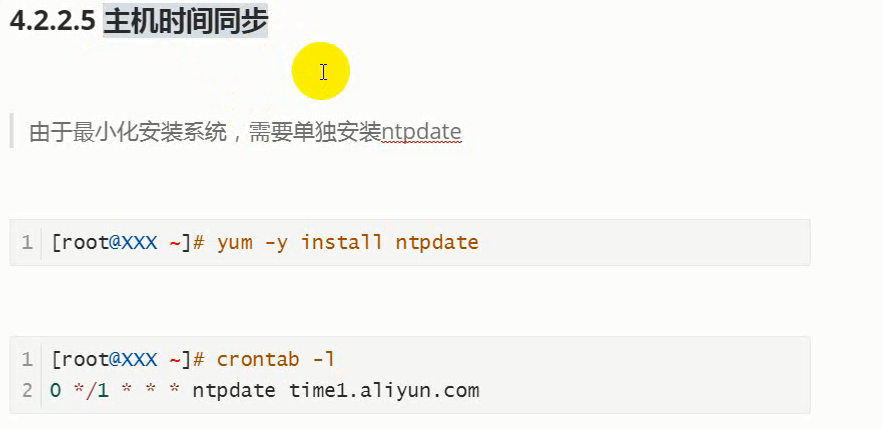 4.2.2.5 主机时间同步
由于最小化安装系统，需要单独安装ntpdate
1 [root@XXX ~]# yum -y install ntpdate
1 [root@XXX ~]# crontab -l
2 0 */1 * * * ntpdate time1.aliyun.com